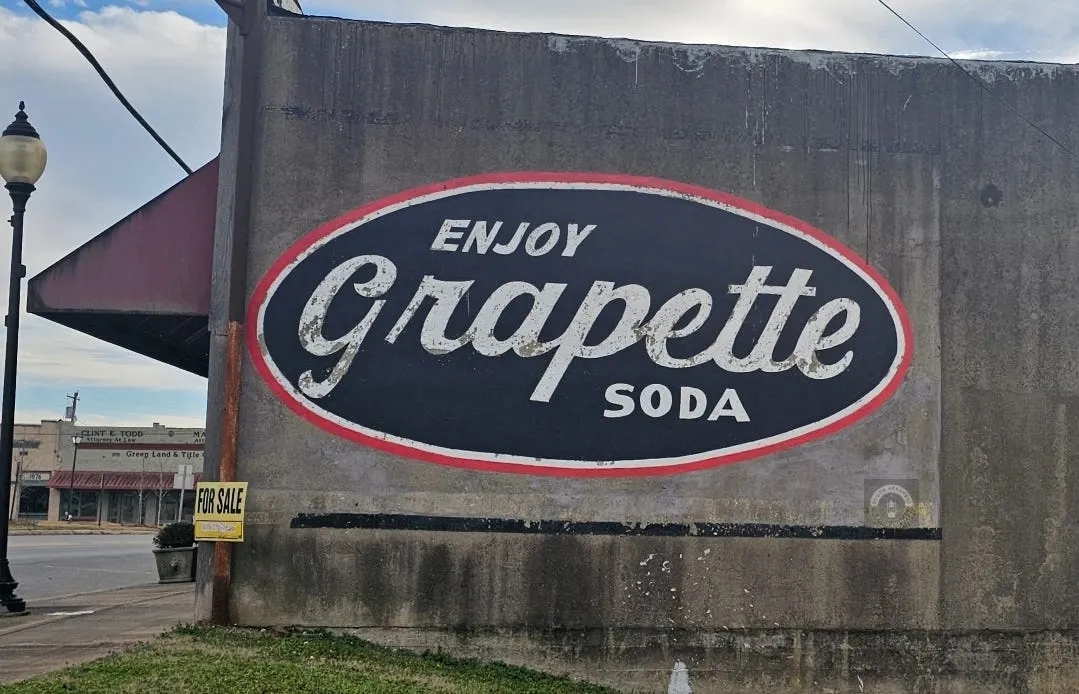 ENJOY
Grapette
SODA
FOR SALE
CLINT E. TODD
Attorney At Law
Green Land & Title